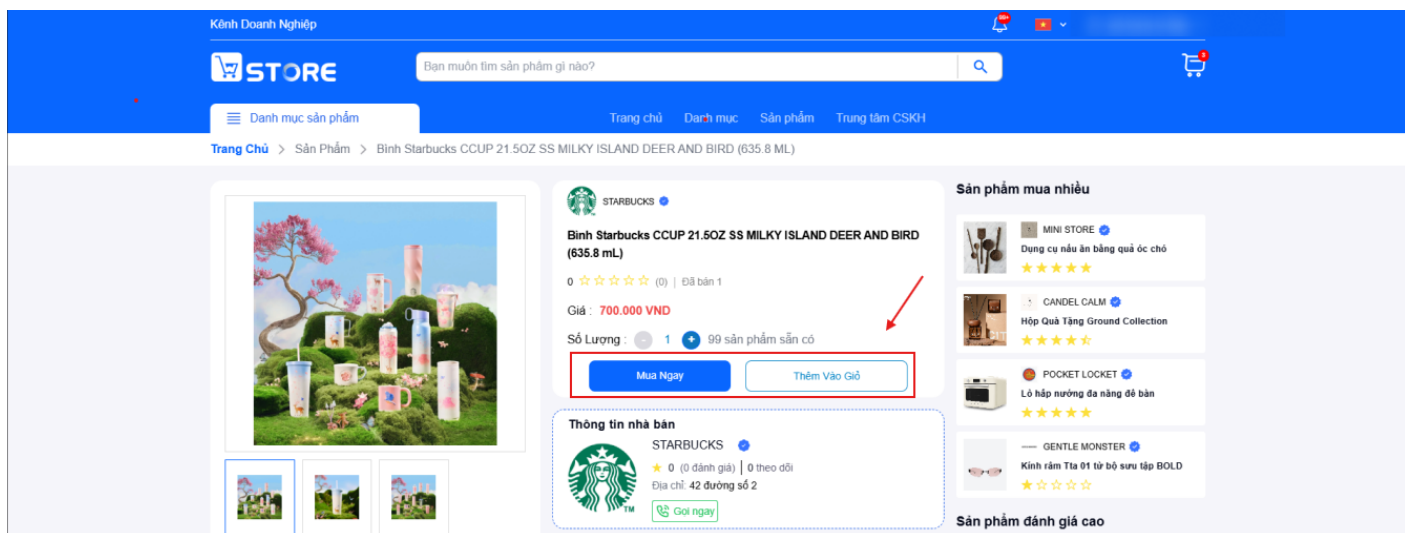 Kênh Doanh Nghiệp
99+
STORE
Bạn muôn tìm sản phẩm gì nào?
3
Danh mục sản phẩm
Trang chủ Danh mục Sản phẩm Trung tâm CSKH
Trang Chủ > Sản Phẩm > Bình Starbucks CCUP 21.5OZ SS MILKY ISLAND DEER AND BIRD (635.8 ML)
STARBUCKS
Bình Starbucks CCUP 21.5OZ SS MILKY ISLAND DEER AND BIRD
(635.8 mL)
0 (0) | Đã bán 1
Giá : 700.000 VND
Số Lượng : - 1 + 99 sản phẩm sẵn có
Mua Ngay
Thêm Vào Giỏ
Thông tin nhà bán
STARBUCKS
0 (0 đánh giá) | 0 theo dõi
Địa chỉ: 42 đường số 2
Gọi ngay
TM
Sản phẩm mua nhiều
MINI STORE
Dụng cụ nấu ăn bằng quả óc chó
CANDEL CALM
Hộp Quà Tặng Ground Collection
POCKET LOCKET
Lò hấp nướng đa năng để bàn
GENTLE MONSTER
Kính râm Tta 01 từ bộ sưu tập BOLD
Sản phẩm đánh giá cao